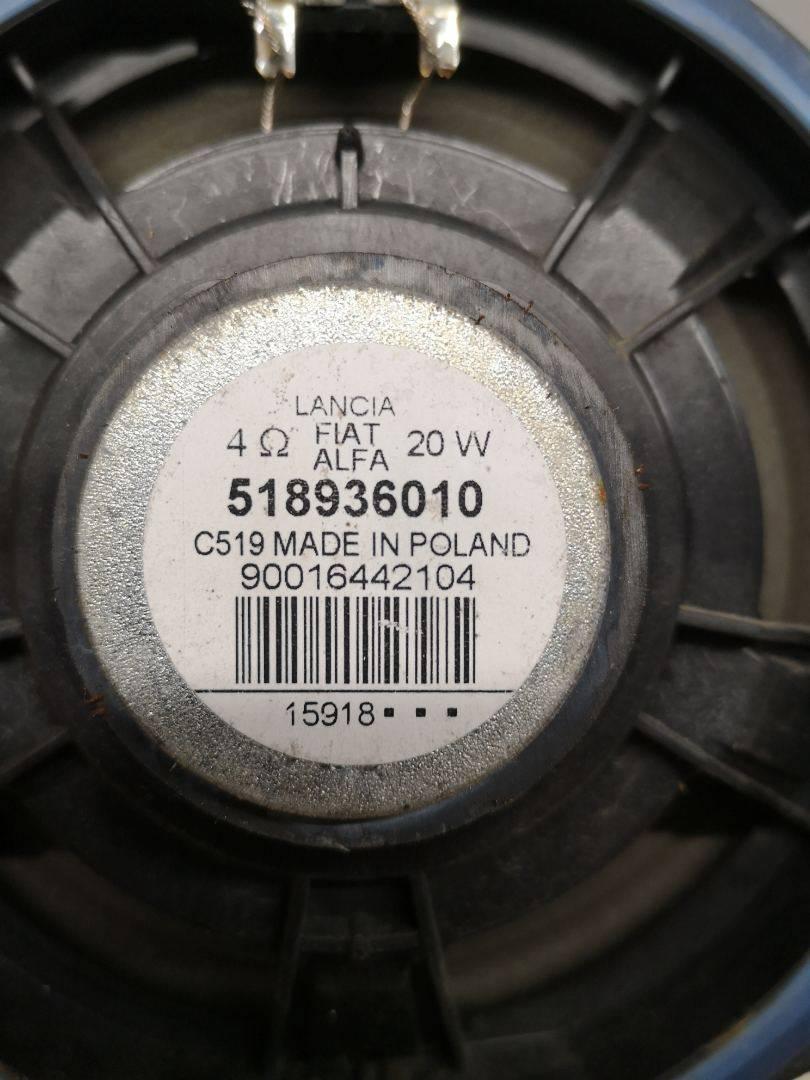 LANCIA
4 Ω FIAT 20 W
ALFA
518936010
C519 MADE IN POLAND
90016442104
15918▪ ▪ ▪